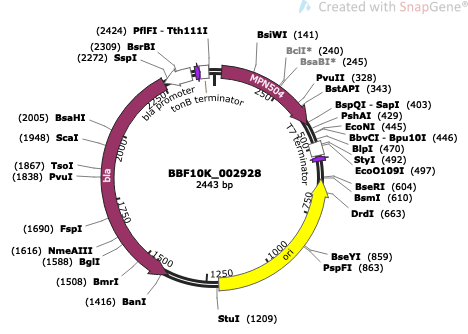 Created with SnapGene®
(2424) PflFI - Tth111I
(2309) BsrBI
(2272) SspI
BsiWI (141)
BclI* (240)
BsaBI* (245)
PvuII (328)
BstAPI (343)
BspQI - SapI (403)
PshAI (429)
EcoNI (445)
BbvCI - Bpu10I (446)
BlpI (470)
StyI (492)
EcoO109I (497)
BseRI (604)
BsmI (610)
DrdI (663)
BseYI (859)
PspFI (863)
StuI (1209)
(2005) BsaHI
(1948) ScaI
(1867) TsoI
(1838) PvuI
(1690) FspI
(1616) NmeAIII
(1588) BglI
(1508) BmrI
(1416) BanI
MPN504
T7 terminator
tonB terminator
bla promoter
bla
ori
BBF10K_002928
2443 bp
250
500
750
1000
1250
1500
1750
2000
2250